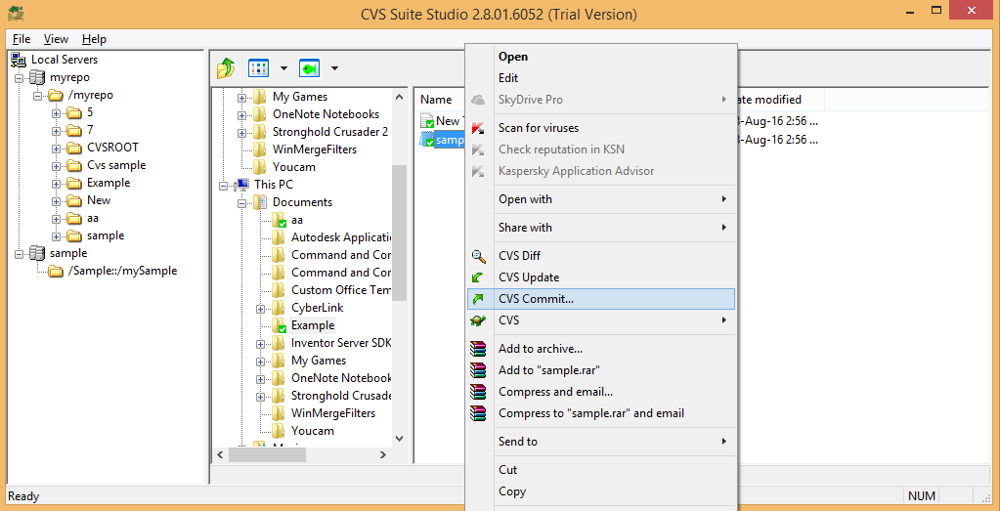 CVS Suite Studio 2.8.01.6052 (Trial Version)
File View Help
Local Servers
myrepo
/myrepo
5
7
CVSROOT
Cvs sample
Example
New
aa
sample
sample
/Sample::/mySample
My Games
OneNote Notebooks
Stronghold Crusader 2
WinMergeFilters
Youcam
This PC
Documents
aa
Autodesk Applicati
Command and Con
Command and Con
Custom Office Tem
CyberLink
Example
Inventor Server SDK
My Games
OneNote Notebook
Stronghold Crusade
WinMergeFilters
Youcam
Name
ate modified
New
-Aug-16 2:56 ...
samp
-Aug-16 2:56 ...
Open
Edit
SkyDrive Pro
Scan for viruses
Check reputation in KSN
Kaspersky Application Advisor
Open with
Share with
CVS Diff
CVS Update
CVS Commit...
CVS
Add to archive...
Add to "sample.rar"
Compress and email...
Compress to "sample.rar" and email
Send to
Cut
Copy
Ready
NUM